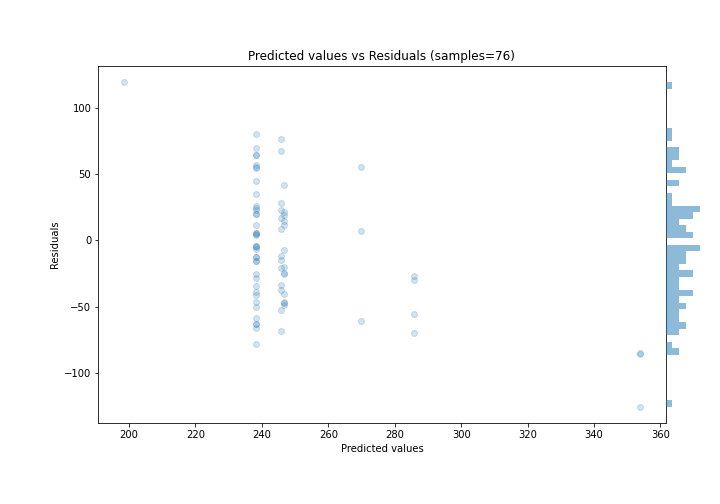 Predicted values vs Residuals (samples=76)
100
50
0
−50
−100
Residuals
200 220 240 260 280 300 320 340 360
Predicted values